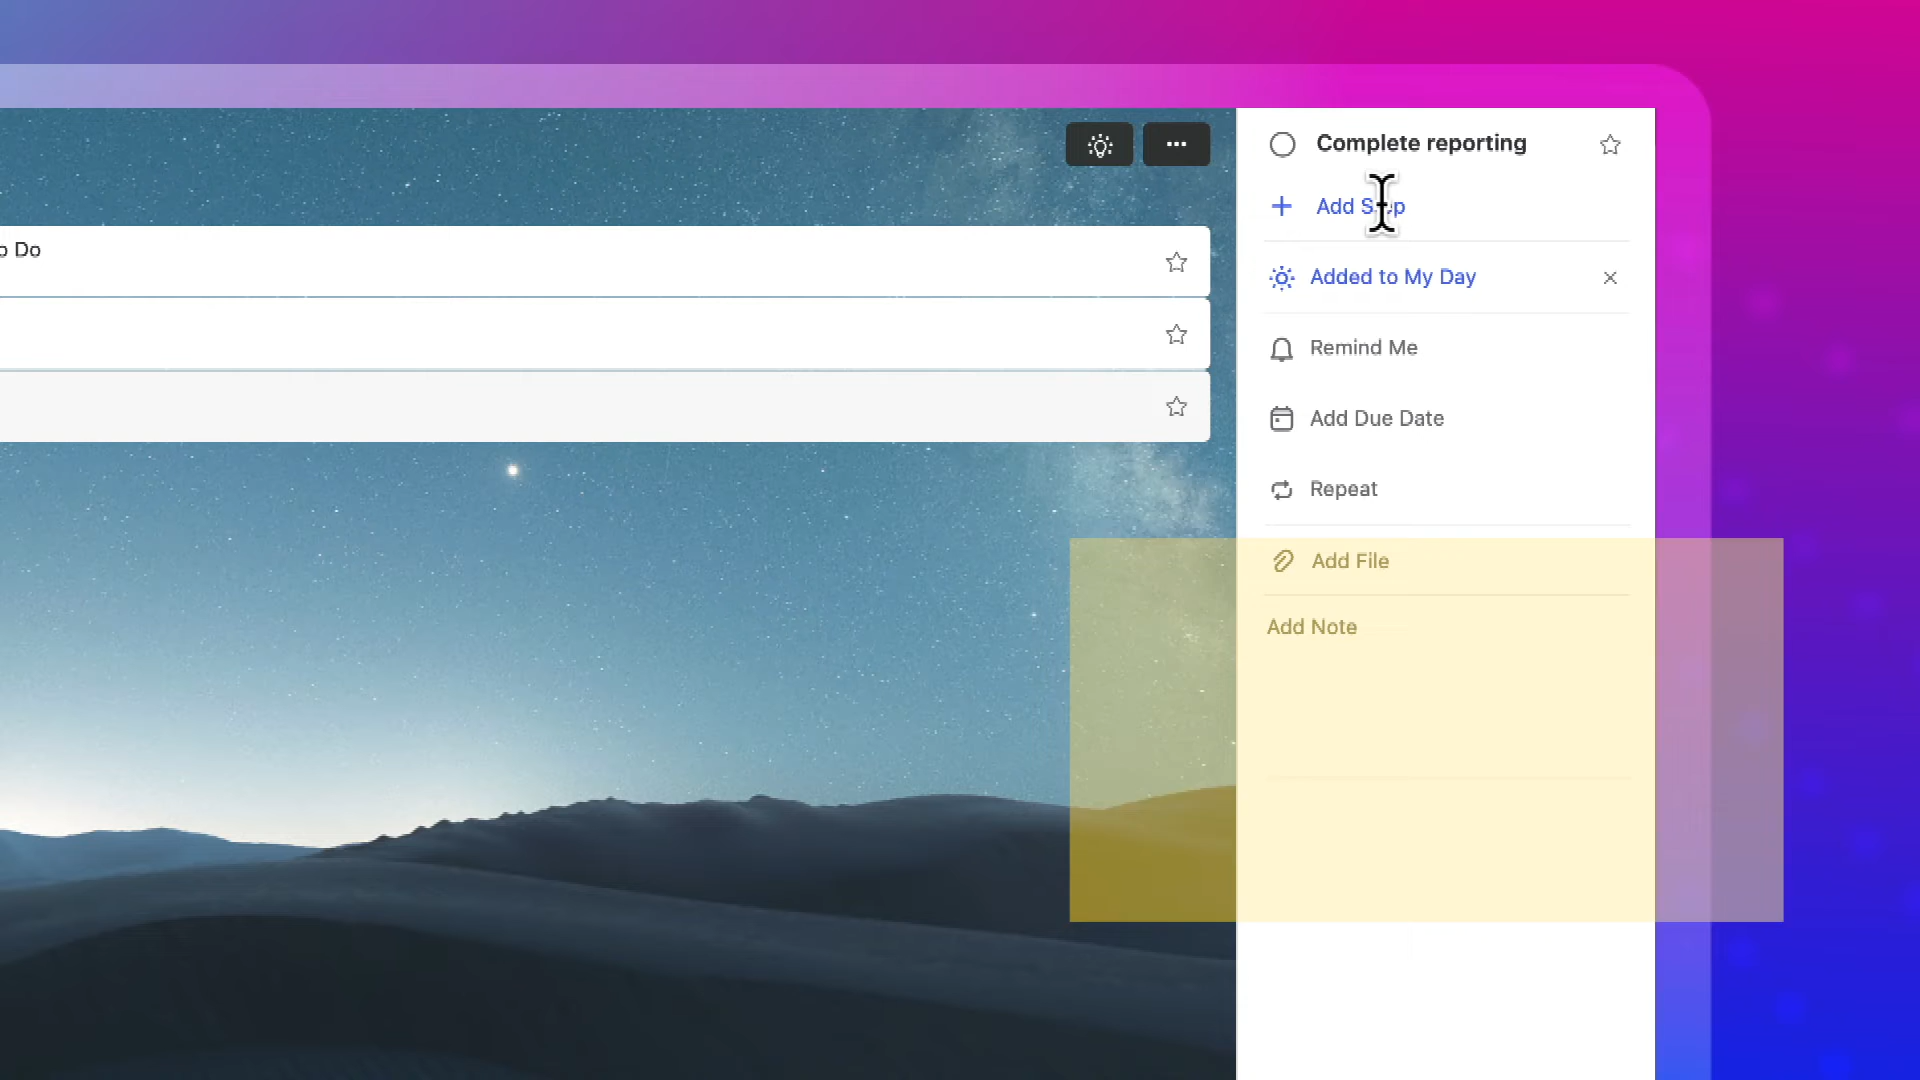 o Do
Complete reporting
Add Step
Added to My Day
Remind Me
Add Due Date
Repeat
Add File
Add Note